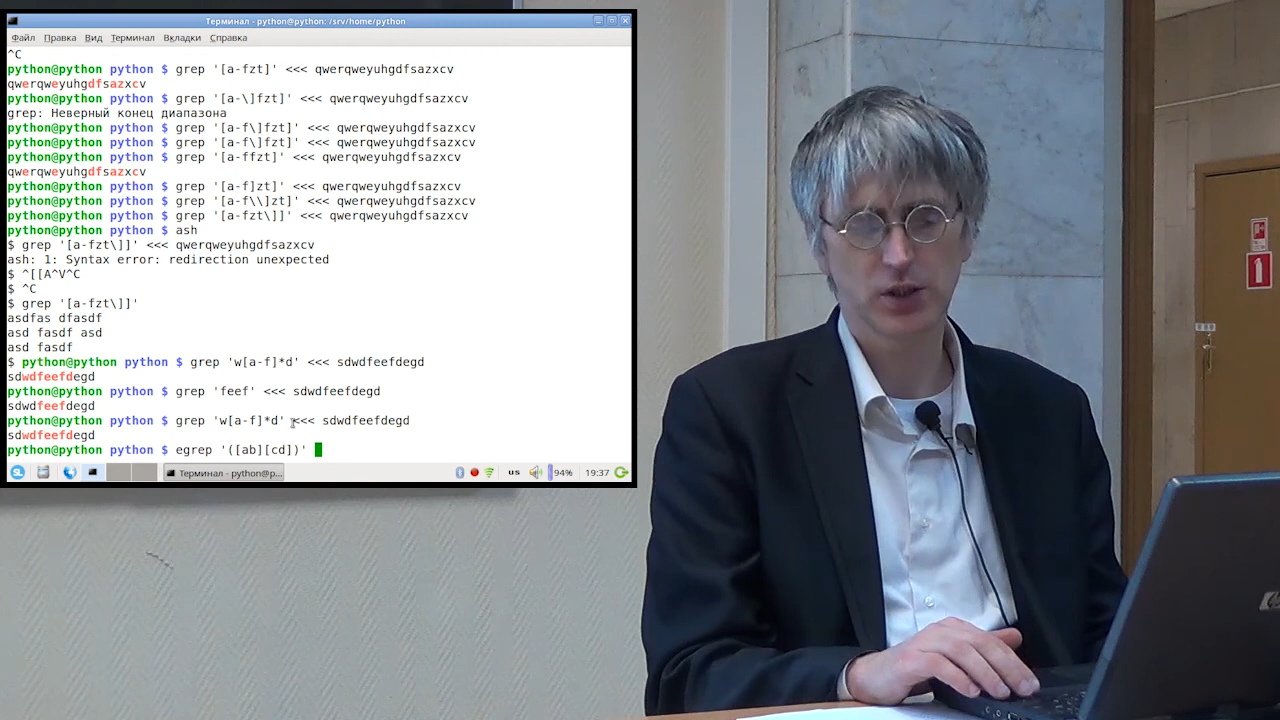 Терминал - python@python: /srv/home/python
Файл Правка Вид Терминал Вкладки Справка
^C
python@python python $ grep '[a-fzt]' <<< qwerqweyuhgdfsazxcv
qwerqweyuhgdfsazxcv
python@python python $ grep '[a-\]fzt]' <<< qwerqweyuhgdfsazxcv
grep: Неверный конец диапазона
python@python python $ grep '[a-f\]fzt]' <<< qwerqweyuhgdfsazxcv
python@python python $ grep '[a-f\]fzt]' <<< qwerqweyuhgdfsazxcv
python@python python $ grep '[a-ffzt]' <<< qwerqweyuhgdfsazxcv
qwerqweyuhgdfsazxcv
python@python python $ grep '[a-f]zt]' <<< qwerqweyuhgdfsazxcv
python@python python $ grep '[a-f\\]zt]' <<< qwerqweyuhgdfsazxcv
python@python python $ grep '[a-fzt\]]' <<< qwerqweyuhgdfsazxcv
python@python python $ ash
$ grep '[a-fzt\]]' <<< qwerqweyuhgdfsazxcv
ash: 1: Syntax error: redirection unexpected
$ ^[[A^V^C
$ ^C
$ grep '[a-fzt\]]'
asdfas dfasdf
asd fasdf asd
asd fasdf
$ python@python python $ grep 'w[a-f]*d' <<< sdwdfeefdegd
sdwdfeefdegd
python@python python $ grep 'feef' <<< sdwdfeefdegd
sdwdfeefdegd
python@python python $ grep 'w[a-f]*d' <<< sdwdfeefdegd
sdwdfeefdegd
python@python python $ egrep '([ab][cd])'
Терминал - python@p... us 94% 19:37